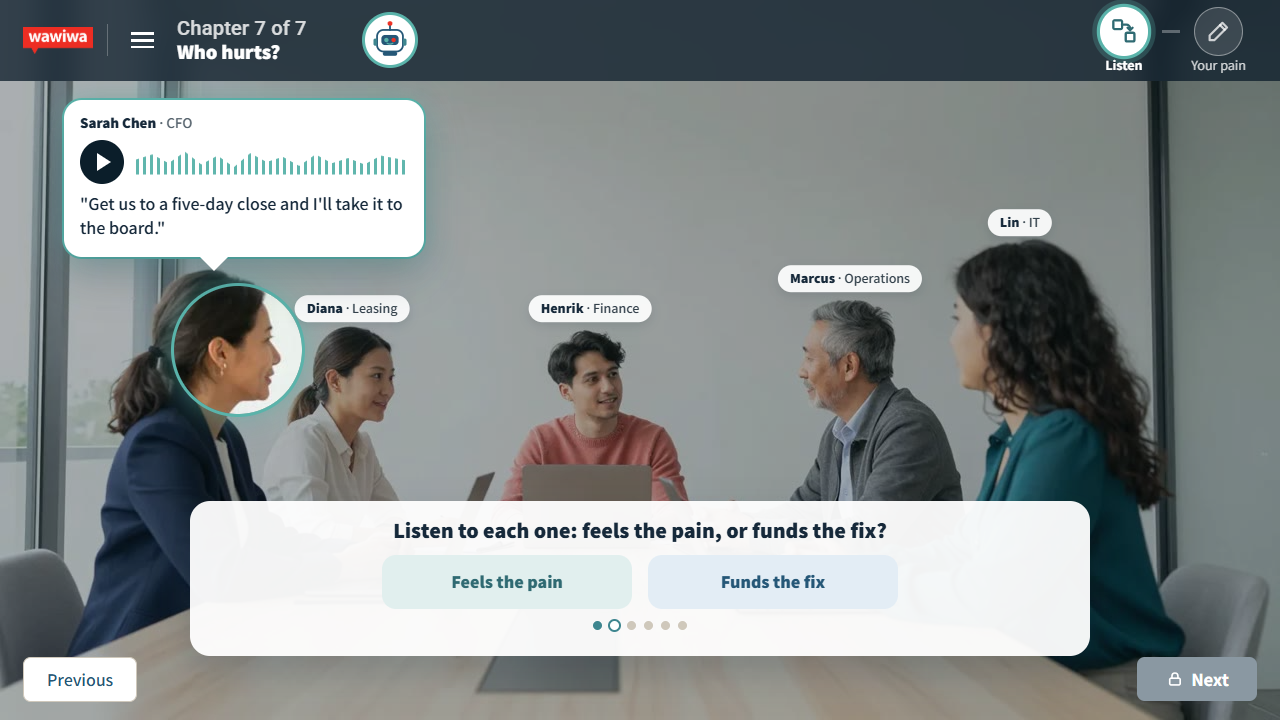 wawiwa
Chapter 7 of 7
Who hurts?
Listen
Your pain
Sarah Chen · CFO
"Get us to a five-day close and I'll take it to
the board."
Lin · IT
Marcus · Operations
Diana · Leasing
Henrik · Finance
Listen to each one: feels the pain, or funds the fix?
Feels the pain
Funds the fix
Previous
Next